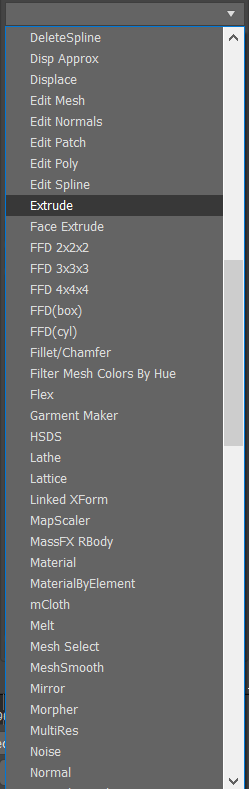 DeleteSpline
Disp Approx
Displace
Edit Mesh
Edit Normals
Edit Patch
Edit Poly
Edit Spline
Extrude
Face Extrude
FFD 2x2x2
FFD 3x3x3
FFD 4x4x4
FFD(box)
FFD(cyl)
Fillet/Chamfer
Filter Mesh Colors By Hue
Flex
Garment Maker
HSDS
Lathe
Lattice
Linked XForm
MapScaler
MassFX RBody
Material
MaterialByElement
mCloth
Melt
Mesh Select
MeshSmooth
Mirror
Morpher
MultiRes
Noise
Normal